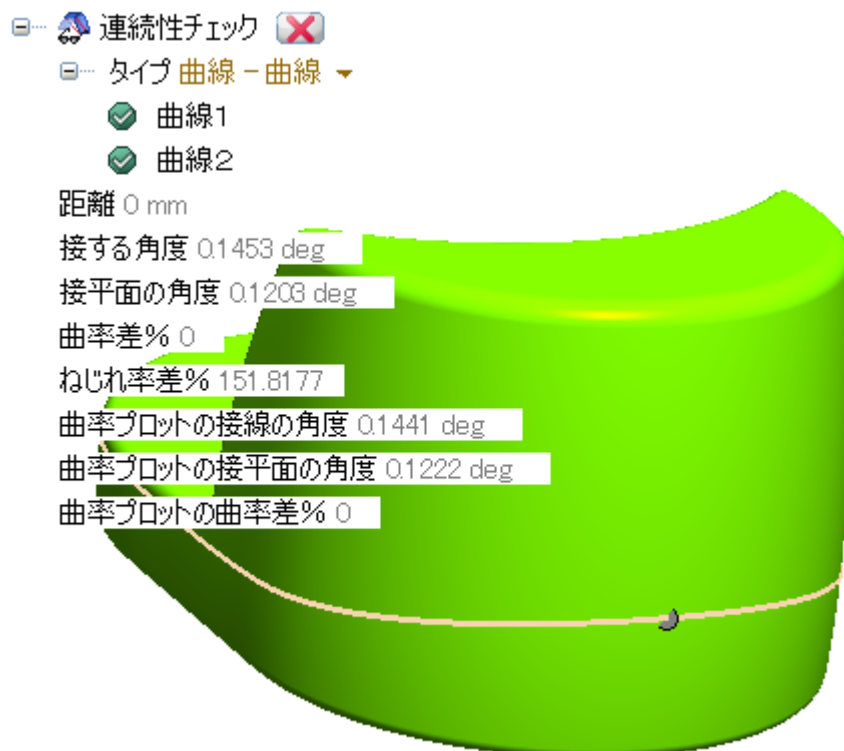 連続性チェック
タイプ 曲線 - 曲線
曲線1
曲線2
距離 0 mm
接する角度 0.1453 deg
接平面の角度 0.1203 deg
曲率差% 0
ねじれ率差% 151.8177
曲率プロットの接線の角度 0.1441 deg
曲率プロットの接平面の角度 0.1222 deg
曲率プロットの曲率差% 0